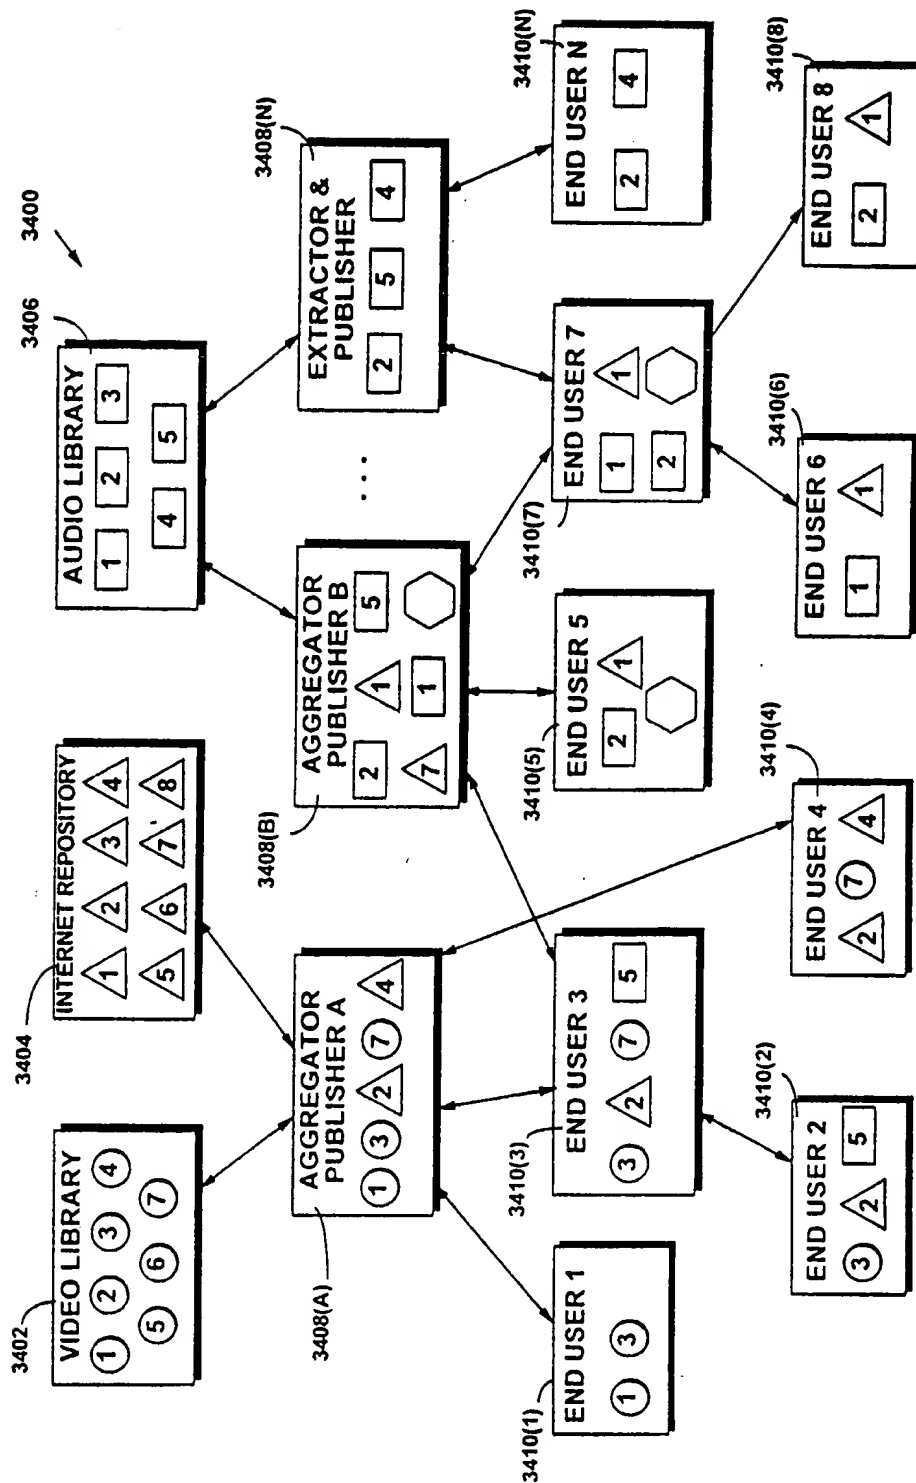 3400
3402
VIDEO LIBRARY
1 2 3 4
5 6 7
3404
INTERNET REPOSITORY
1 2 3 4
5 6 7 8
3406
AUDIO LIBRARY
1 2 3
4 5
3408(A)
AGGREGATOR
PUBLISHER A
1 3 2 7 4
3408(B)
AGGREGATOR
PUBLISHER B
2 1 5
7 1
...
3408(N)
EXTRACTOR &
PUBLISHER
2 5 4
3410(1)
END USER 1
1 3
3410(3)
END USER 3
3 2 7 5
3410(5)
END USER 5
2 1
3410(7)
END USER 7
1 1
2
3410(N)
END USER N
2 4
3410(2)
END USER 2
3 2 5
3410(4)
END USER 4
2 7 4
3410(6)
END USER 6
1 1
3410(8)
END USER 8
2 1